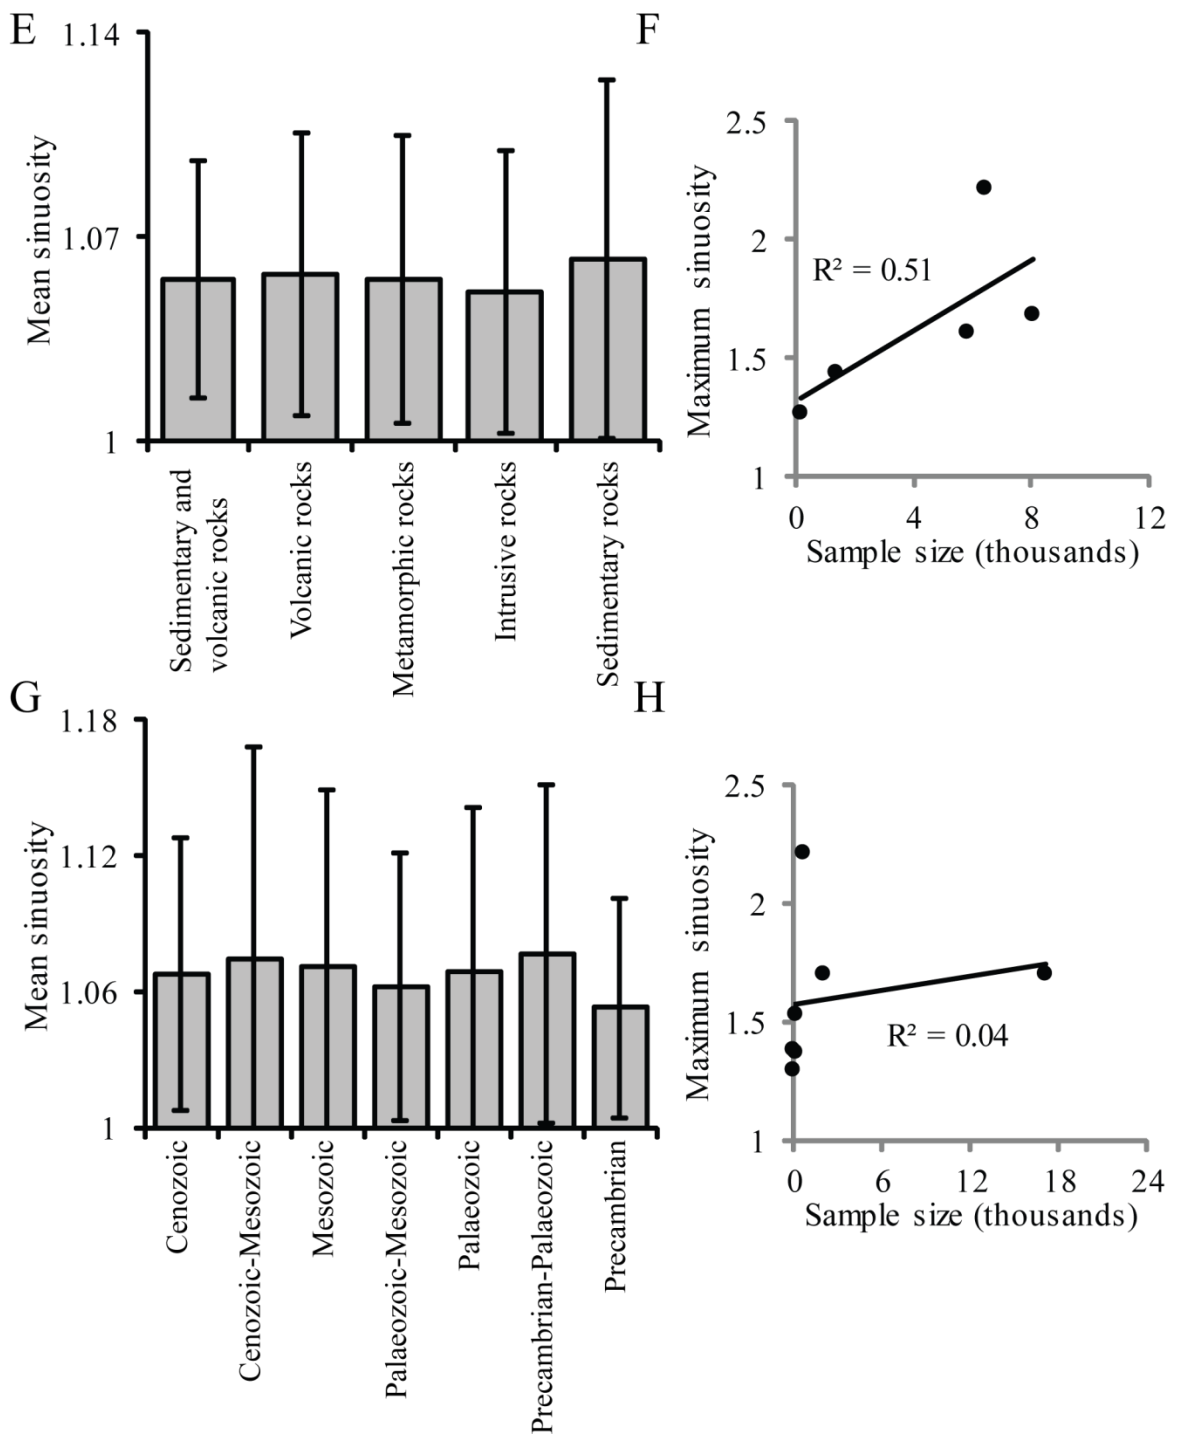 E
1.14
1.07
1
Mean sinuosity
Sedimentary and
volcanic rocks
Volcanic rocks
Metamorphic rocks
Intrusive rocks
Sedimentary rocks
F
2.5
2
1.5
1
Maximum sinuosity
R² = 0.51
0 4 8 12
Sample size (thousands)
G
1.18
1.12
1.06
1
Mean sinuosity
Cenozoic
Cenozoic-Mesozoic
Mesozoic
Palaeozoic-Mesozoic
Palaeozoic
Precambrian-Palaeozoic
Precambrian
H
2.5
2
1.5
1
Maximum sinuosity
R² = 0.04
0 6 12 18 24
Sample size (thousands)